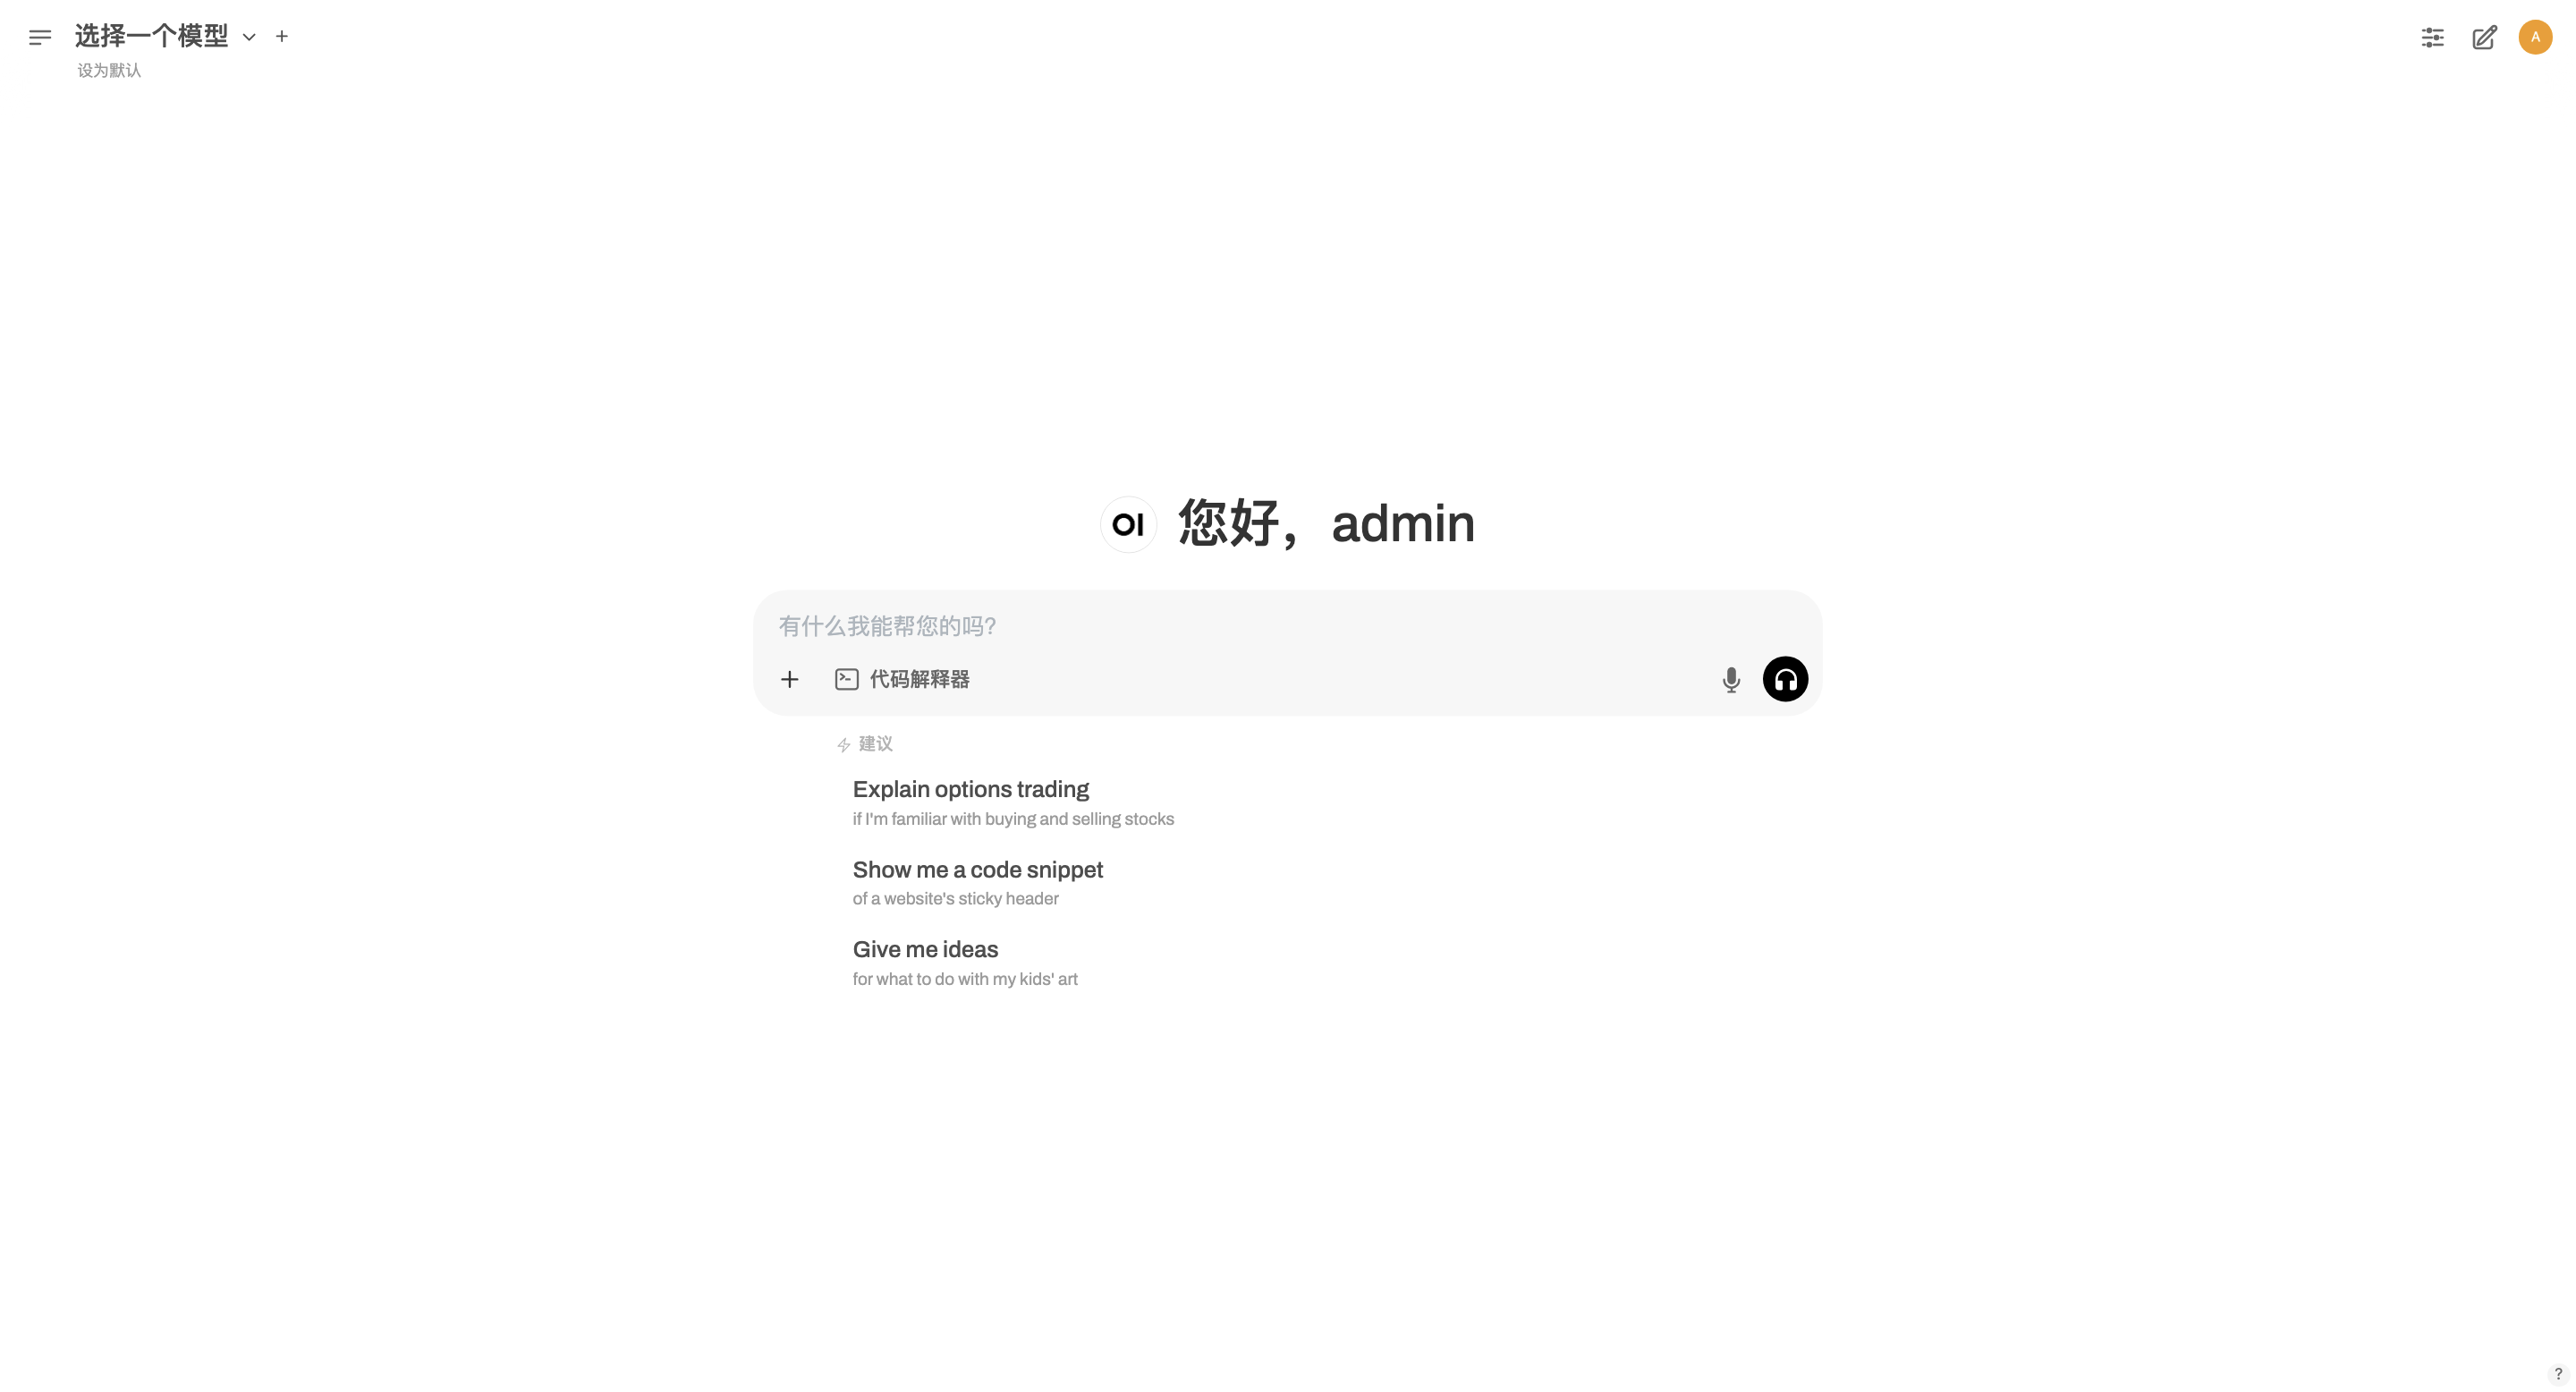 选择一个模型
设为默认
A
OI 您好，admin
有什么我能帮您的吗?
代码解释器
建议
Explain options trading
if I'm familiar with buying and selling stocks
Show me a code snippet
of a website's sticky header
Give me ideas
for what to do with my kids' art
?